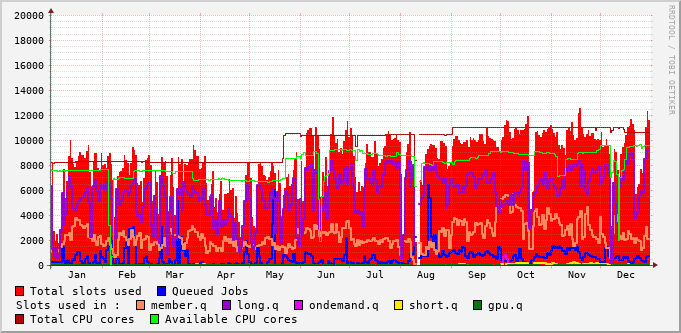 20000
18000
16000
14000
12000
10000
8000
6000
4000
2000
0
Jan Feb Mar Apr May Jun Jul Aug Sep Oct Nov Dec
RRDTOOL / TOBI OETIKER
Total slots used Queued Jobs
Slots used in : member.q long.q ondemand.q short.q gpu.q
Total CPU cores Available CPU cores